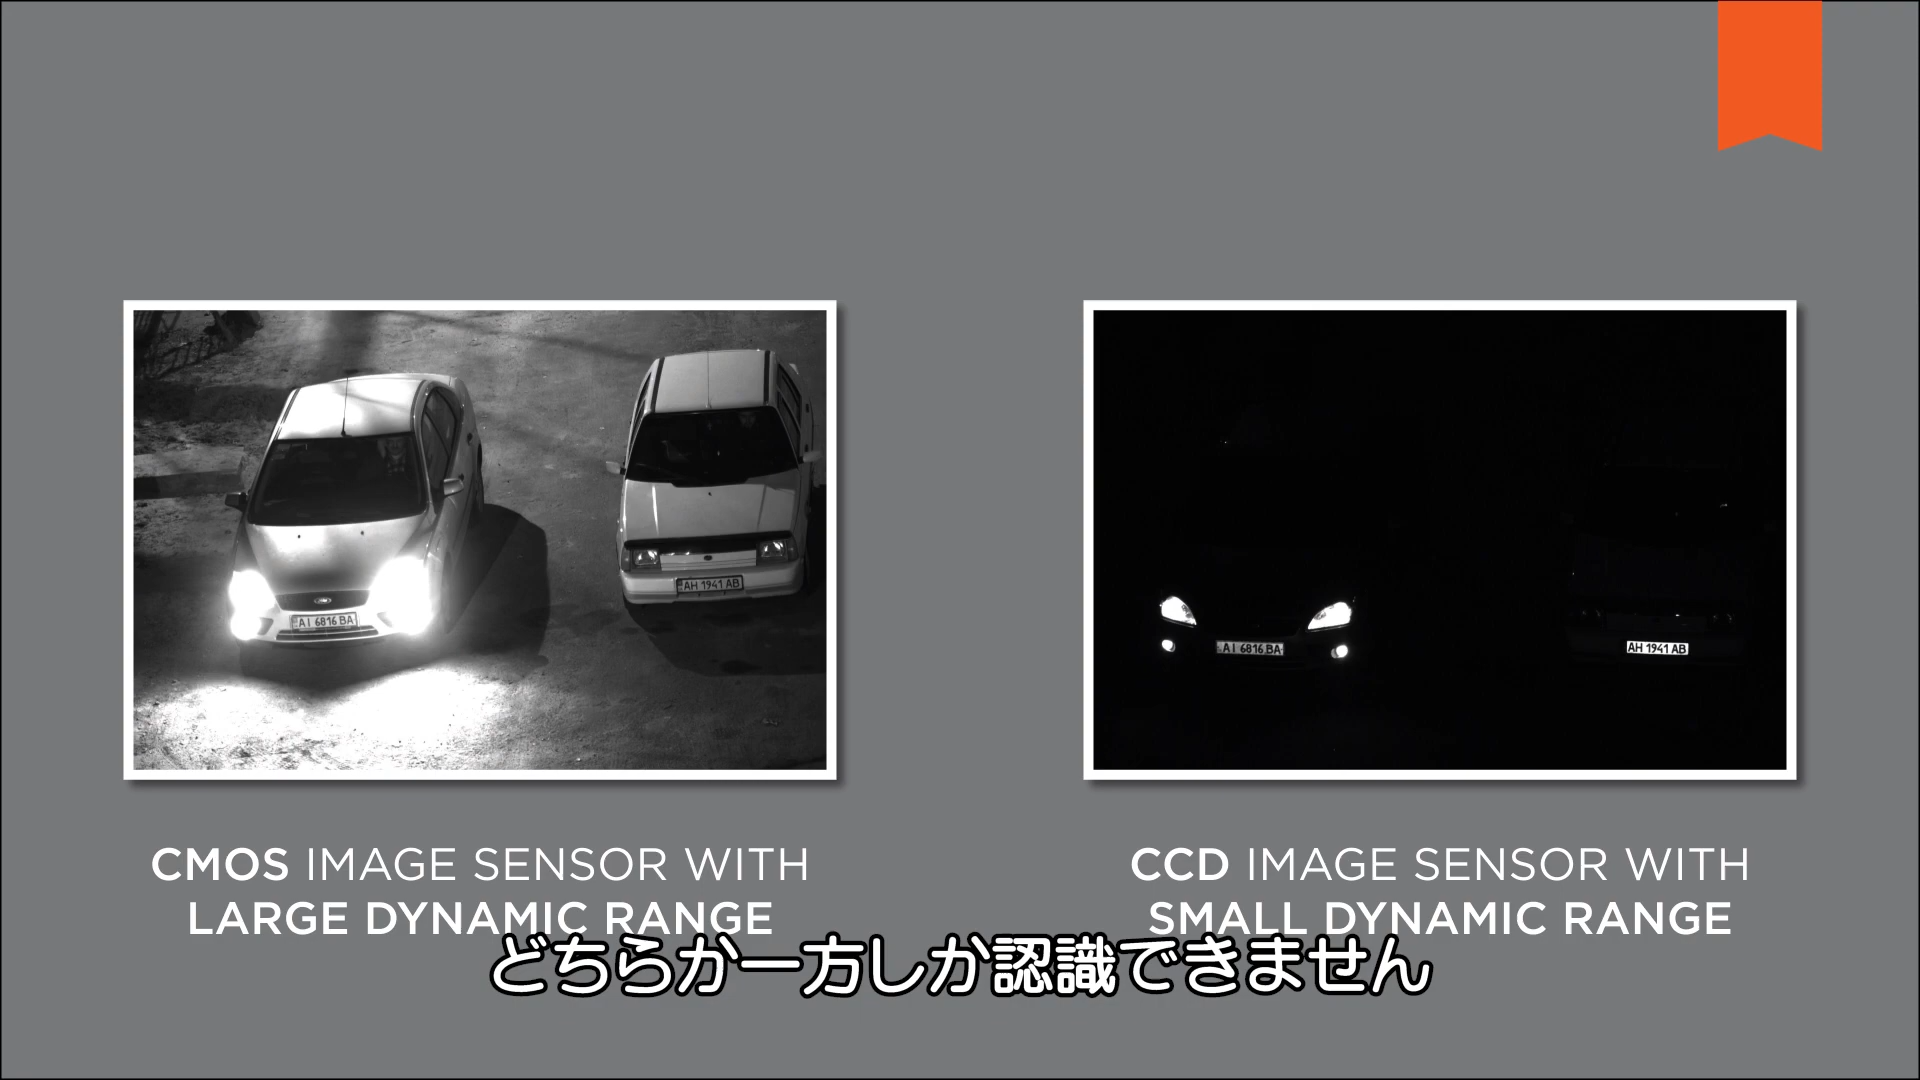 AI 6816 BA
AH 1941 AB
AI 6816 BA
AH 1941 AB
CMOS IMAGE SENSOR WITH
LARGE DYNAMIC RANGE
CCD IMAGE SENSOR WITH
SMALL DYNAMIC RANGE
どちらか一方しか認識できません